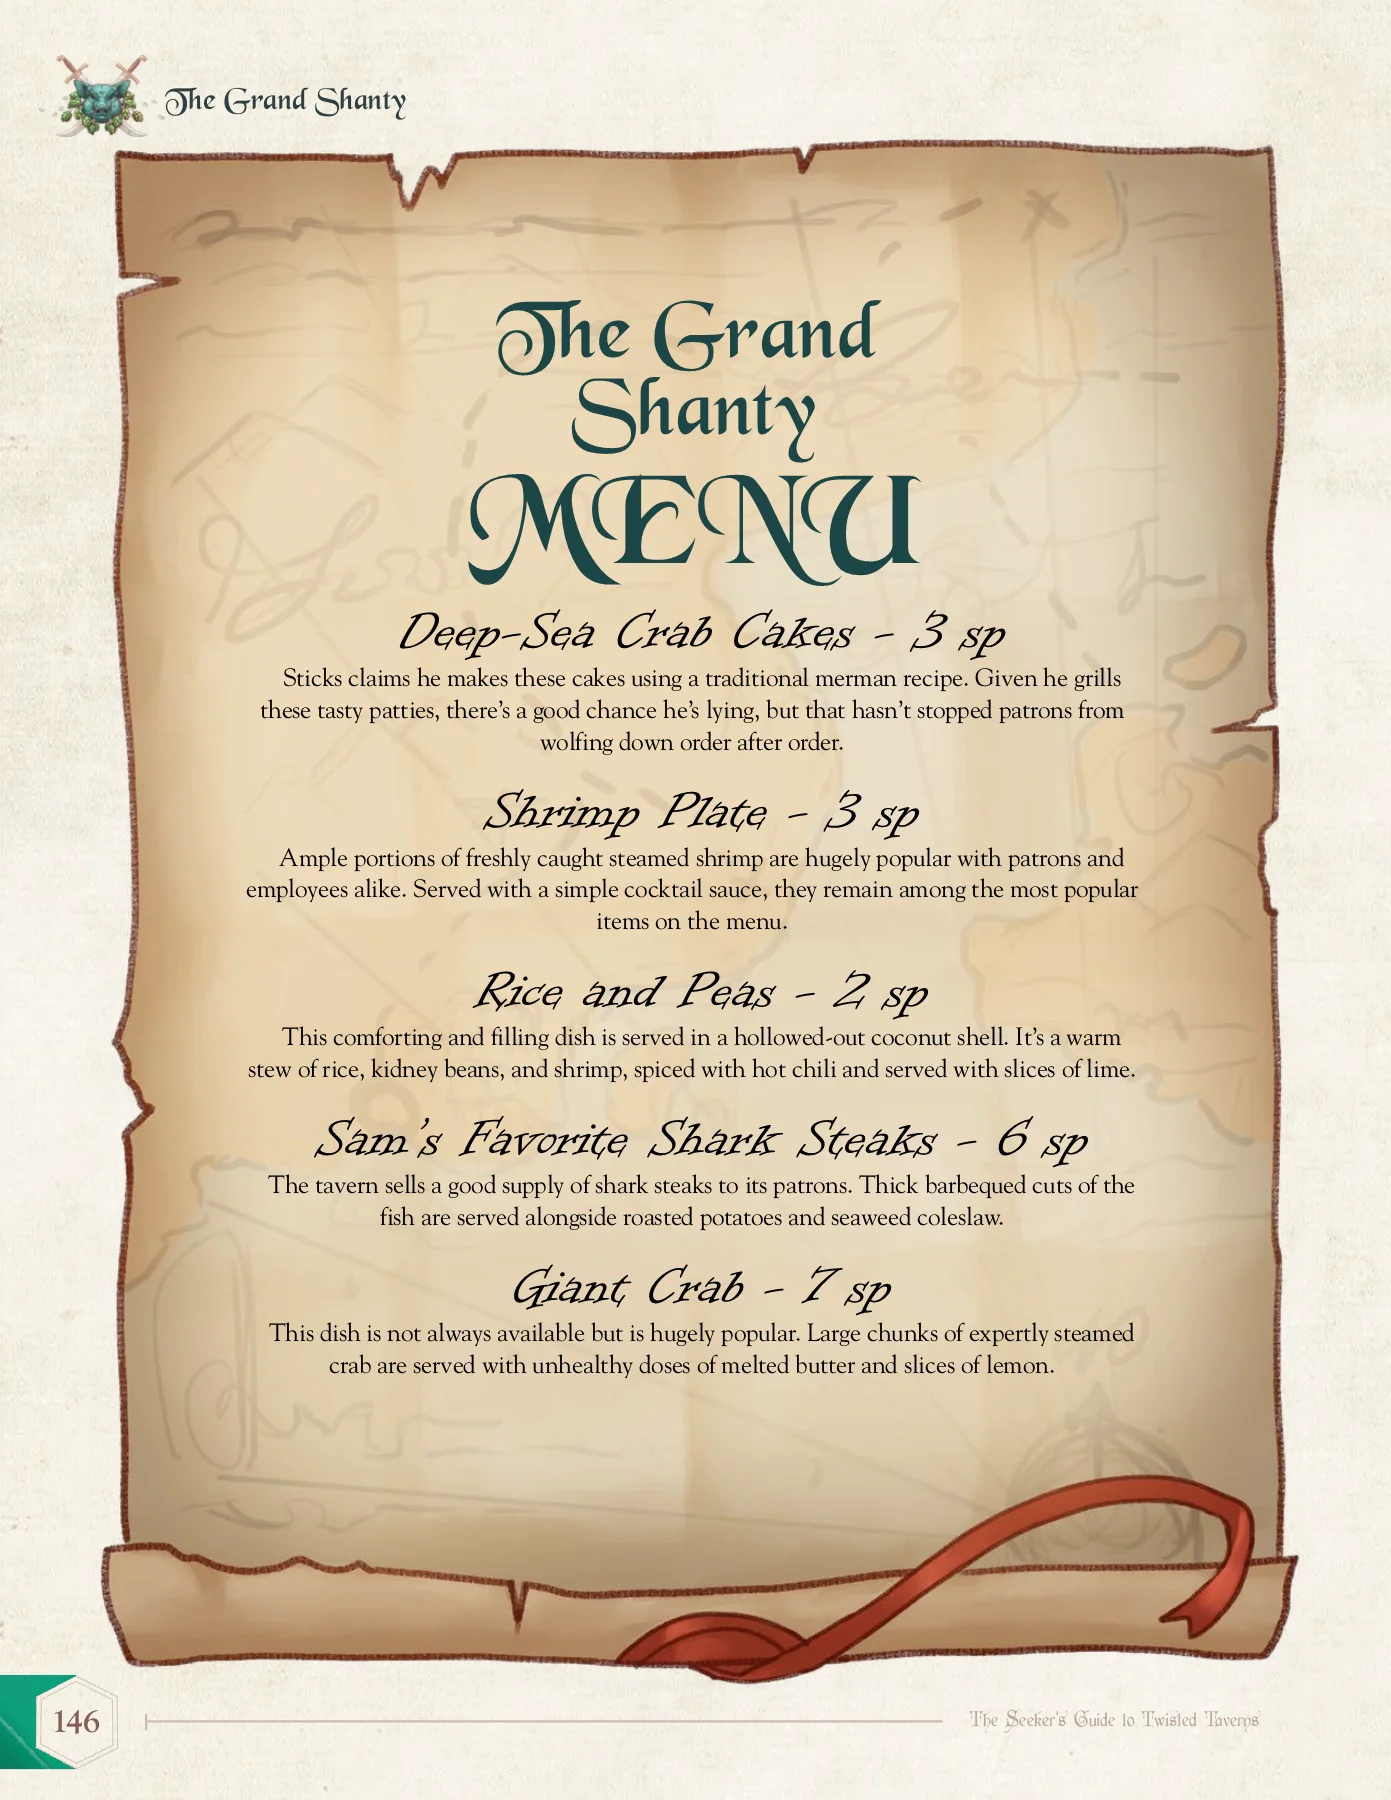 The Grand Shanty
The Grand
Shanty
MENU
Deep-Sea Crab Cakes - 3 sp
Sticks claims he makes these cakes using a traditional merman recipe. Given he grills
these tasty patties, there's a good chance he's lying, but that hasn't stopped patrons from
wolfing down order after order.
Shrimp Plate - 3 sp
Ample portions of freshly caught steamed shrimp are hugely popular with patrons and
employees alike. Served with a simple cocktail sauce, they remain among the most popular
items on the menu.
Rice and Peas - 2 sp
This comforting and filling dish is served in a hollowed-out coconut shell. It's a warm
stew of rice, kidney beans, and shrimp, spiced with hot chili and served with slices of lime.
Sam's Favorite Shark Steaks - 6 sp
The tavern sells a good supply of shark steaks to its patrons. Thick barbequed cuts of the
fish are served alongside roasted potatoes and seaweed coleslaw.
Giant Crab - 7 sp
This dish is not always available but is hugely popular. Large chunks of expertly steamed
crab are served with unhealthy doses of melted butter and slices of lemon.
146
The Seeker's Guide to Twisted Taverns